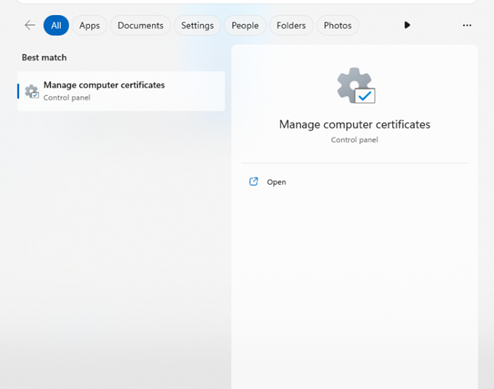 All Apps Documents Settings People Folders Photos
Best match
Manage computer certificates
Control panel
Manage computer certificates
Control panel
Open